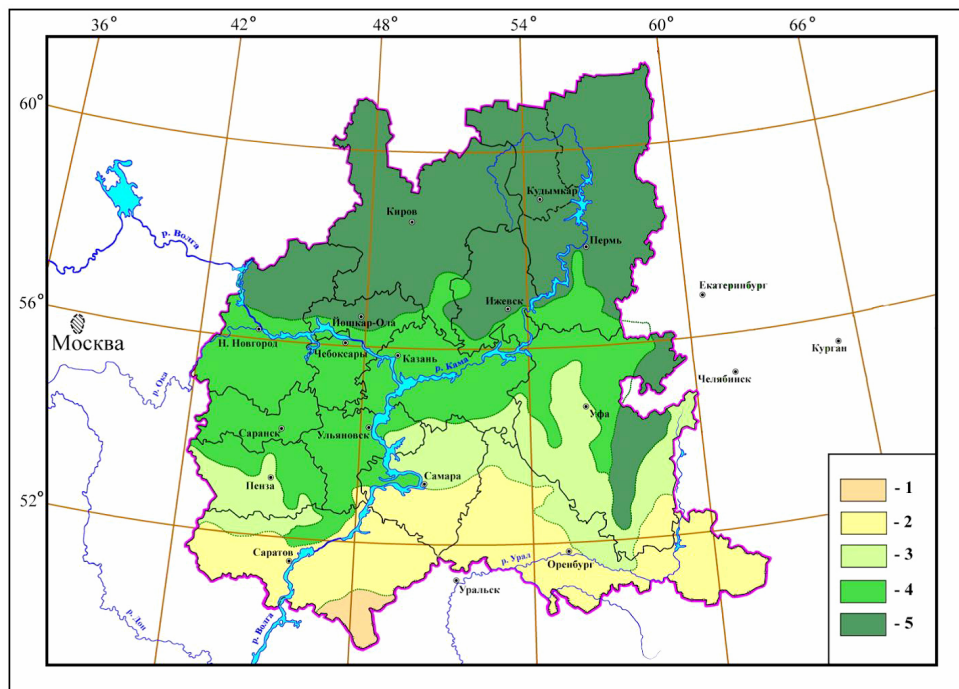 36° 42° 48° 54° 60° 66°
60°
Кудымкар
Киров
р. Волга
Пермь
Екатеринбург
56°
Ижевск
Йошкар-Ола
Москва
Н. Новгород
Чебоксары
Казань
Курган
р. Кама
Челябинск
р. Ока
Уфа
Саранск
Ульяновск
Пенза
Самара
52°
- 1
- 2
- 3
- 4
- 5
Саратов
р. Урал
Оренбург
Уральск
р. Дон
р. Волга